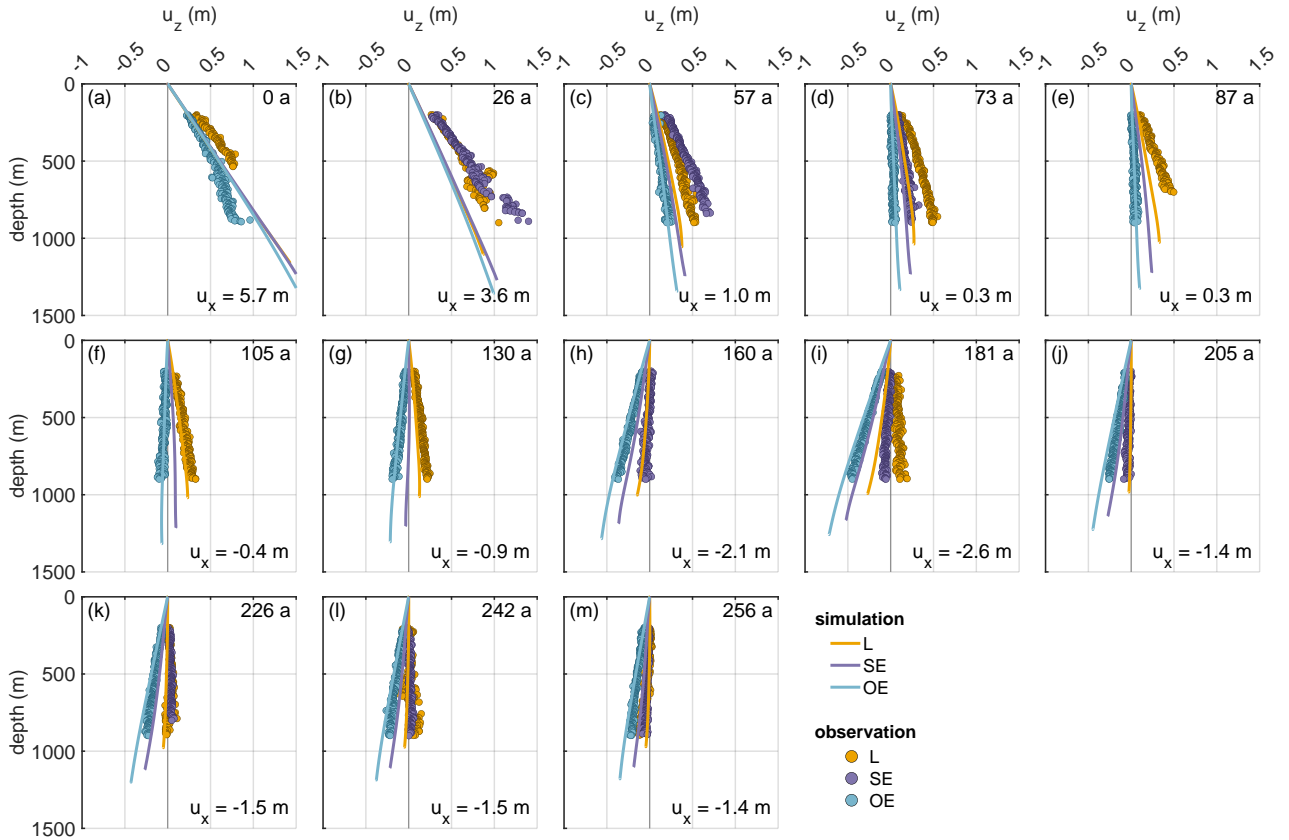 u_z (m) u_z (m) u_z (m) u_z (m) u_z (m)
-1 -0.5 0 0.5 1 1.5 -1 -0.5 0 0.5 1 1.5 -1 -0.5 0 0.5 1 1.5 -1 -0.5 0 0.5 1 1.5 -1 -0.5 0 0.5 1 1.5
0
(a) 0 a (b) 26 a (c) 57 a (d) 73 a (e) 87 a
500
depth (m)
1000
u_x = 5.7 m u_x = 3.6 m u_x = 1.0 m u_x = 0.3 m u_x = 0.3 m
1500
0
(f) 105 a (g) 130 a (h) 160 a (i) 181 a (j) 205 a
500
depth (m)
1000
u_x = -0.4 m u_x = -0.9 m u_x = -2.1 m u_x = -2.6 m u_x = -1.4 m
1500
0
(k) 226 a (l) 242 a (m) 256 a
500
depth (m)
1000
u_x = -1.5 m u_x = -1.5 m u_x = -1.4 m
1500
simulation
L
SE
OE
observation
L
SE
OE